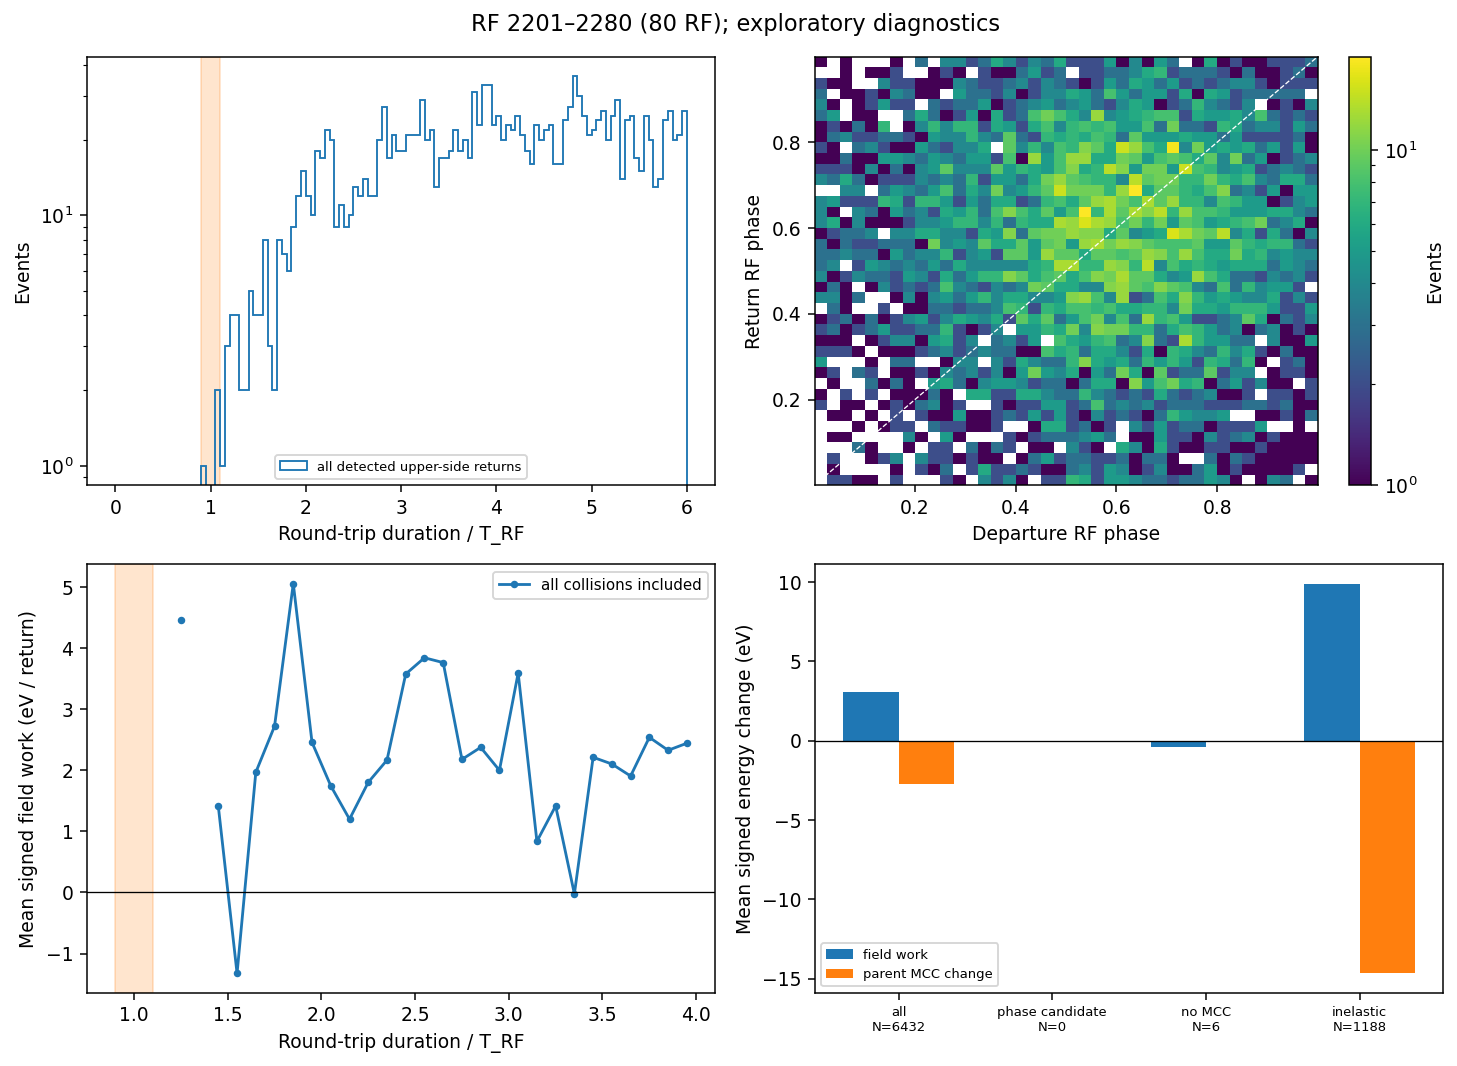 RF 2201–2280 (80 RF); exploratory diagnostics
Events
10¹
10⁰
all detected upper-side returns
0 1 2 3 4 5 6
Round-trip duration / T_RF
Return RF phase
0.8
0.6
0.4
0.2
0.2 0.4 0.6 0.8
Departure RF phase
10¹
10⁰
Events
Mean signed field work (eV / return)
5
4
3
2
1
0
−1
all collisions included
1.0 1.5 2.0 2.5 3.0 3.5 4.0
Round-trip duration / T_RF
Mean signed energy change (eV)
10
5
0
−5
−10
−15
field work
parent MCC change
all
N=6432
phase candidate
N=0
no MCC
N=6
inelastic
N=1188